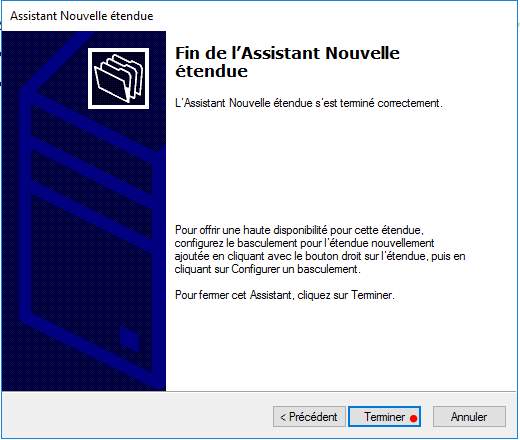 Assistant Nouvelle étendue
Fin de l'Assistant Nouvelle
étendue
L'Assistant Nouvelle étendue s'est terminé correctement.
Pour offrir une haute disponibilité pour cette étendue,
configurez le basculement pour l'étendue nouvellement
ajoutée en cliquant avec le bouton droit sur l'étendue, puis en
cliquant sur Configurer un basculement.
Pour fermer cet Assistant, cliquez sur Terminer.
< Précédent
Terminer
Annuler